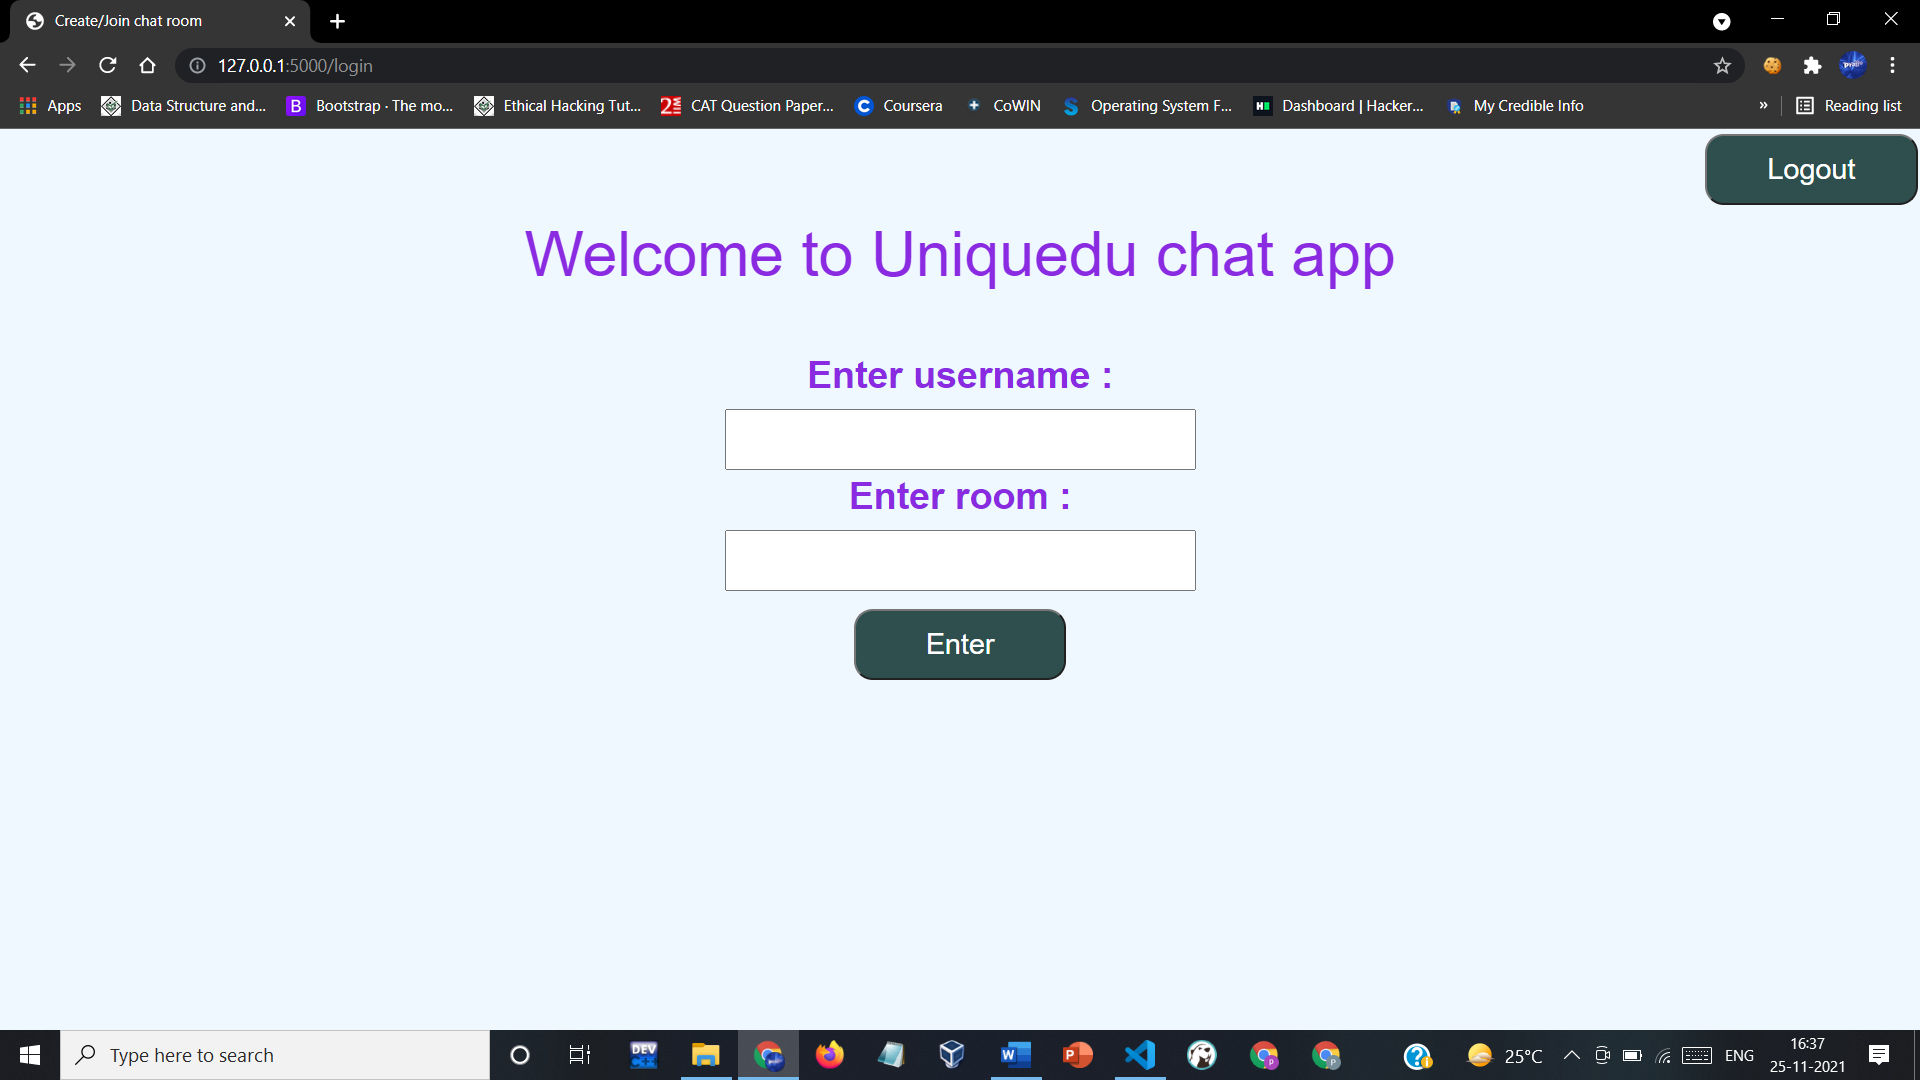 Create/Join chat room
127.0.0.1:5000/login
Apps Data Structure and... B Bootstrap · The mo... Ethical Hacking Tut... CAT Question Paper... Coursera CoWIN Operating System F... Dashboard | Hacker... My Credible Info » Reading list
Logout
Welcome to Uniquedu chat app
Enter username :
Enter room :
Enter
Type here to search DEV 25°C ENG 16:37
25-11-2021